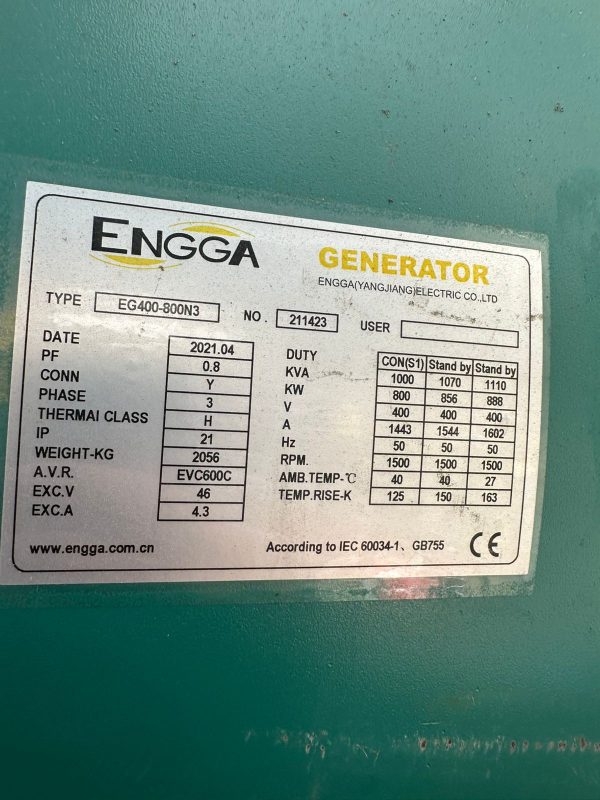 ENGGA
GENERATOR
ENGGA(YANGJIANG)ELECTRIC CO.,LTD
TYPE EG400-800N3 NO . 211423 USER
DATE 2021.04
PF 0.8
CONN Y
PHASE 3
THERMAI CLASS H
IP 21
WEIGHT-KG 2056
A.V.R. EVC600C
EXC.V 46
EXC.A 4.3
DUTY CON(S1) Stand by Stand by
KVA 1000 1070 1110
KW 800 856 888
V 400 400 400
A 1443 1544 1602
Hz 50 50 50
RPM. 1500 1500 1500
AMB.TEMP-℃ 40 40 27
TEMP.RISE-K 125 150 163
www.engga.com.cn According to IEC 60034-1、GB755 CE